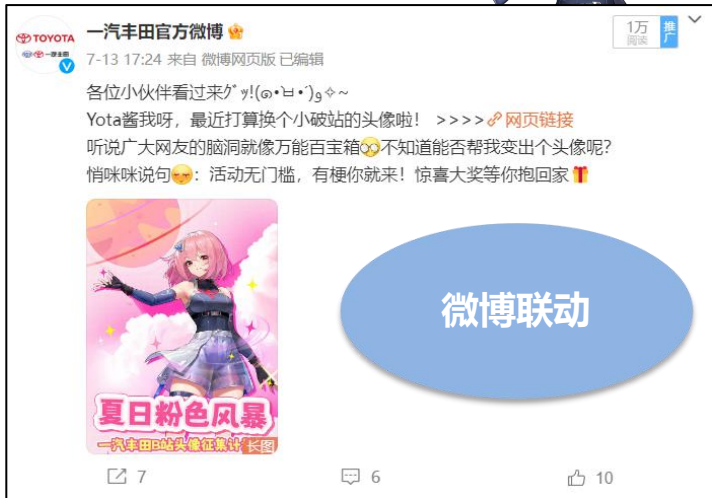 TOYOTA
一汽丰田官方微博
1万
阅读
推广
7-13 17:24 来自 微博网页版 已编辑
各位小伙伴看过来ｸﾞｯ!(๑•̀ㅂ•́)و✧~
Yota酱我呀，最近打算换个小破站的头像啦！ >>>>网页链接
听说广大网友的脑洞就像万能百宝箱不知道能否帮我变出个头像呢？
悄咪咪说句：活动无门槛，有梗你就来！惊喜大奖等你抱回家
微博联动
夏日粉色风暴
一汽丰田B站头像征集计
长图
7
6
10